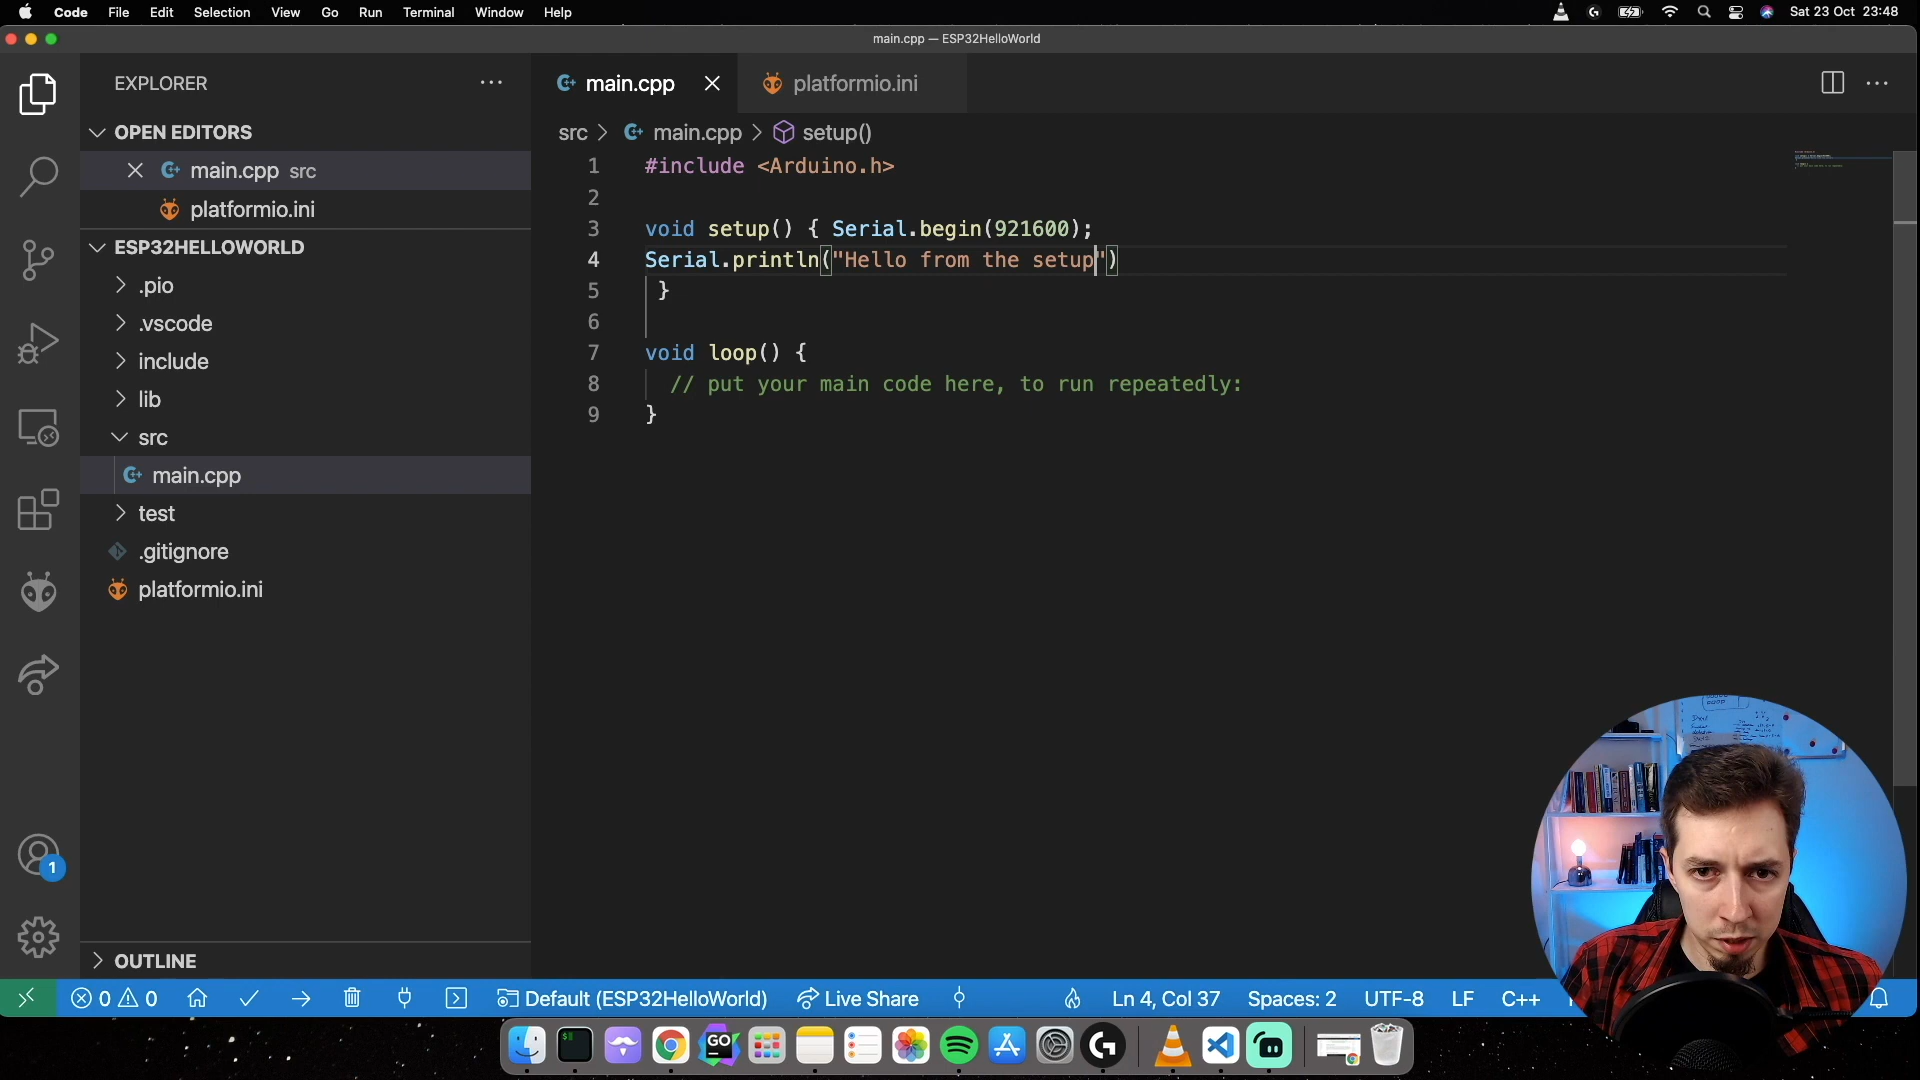 Code File Edit Selection View Go Run Terminal Window Help Sat 23 Oct 23:48
main.cpp — ESP32HelloWorld
EXPLORER
OPEN EDITORS
main.cpp src
platformio.ini
ESP32HELLOWORLD
.pio
.vscode
include
lib
src
main.cpp
test
.gitignore
platformio.ini
OUTLINE
1
main.cpp
platformio.ini
src > main.cpp > setup()
1 #include <Arduino.h>
2
3 void setup() { Serial.begin(921600);
4 Serial.println("Hello from the setup")
5 }
6
7 void loop() {
8 // put your main code here, to run repeatedly:
9 }
0 0 Default (ESP32HelloWorld) Live Share Ln 4, Col 37 Spaces: 2 UTF-8 LF C++
GO